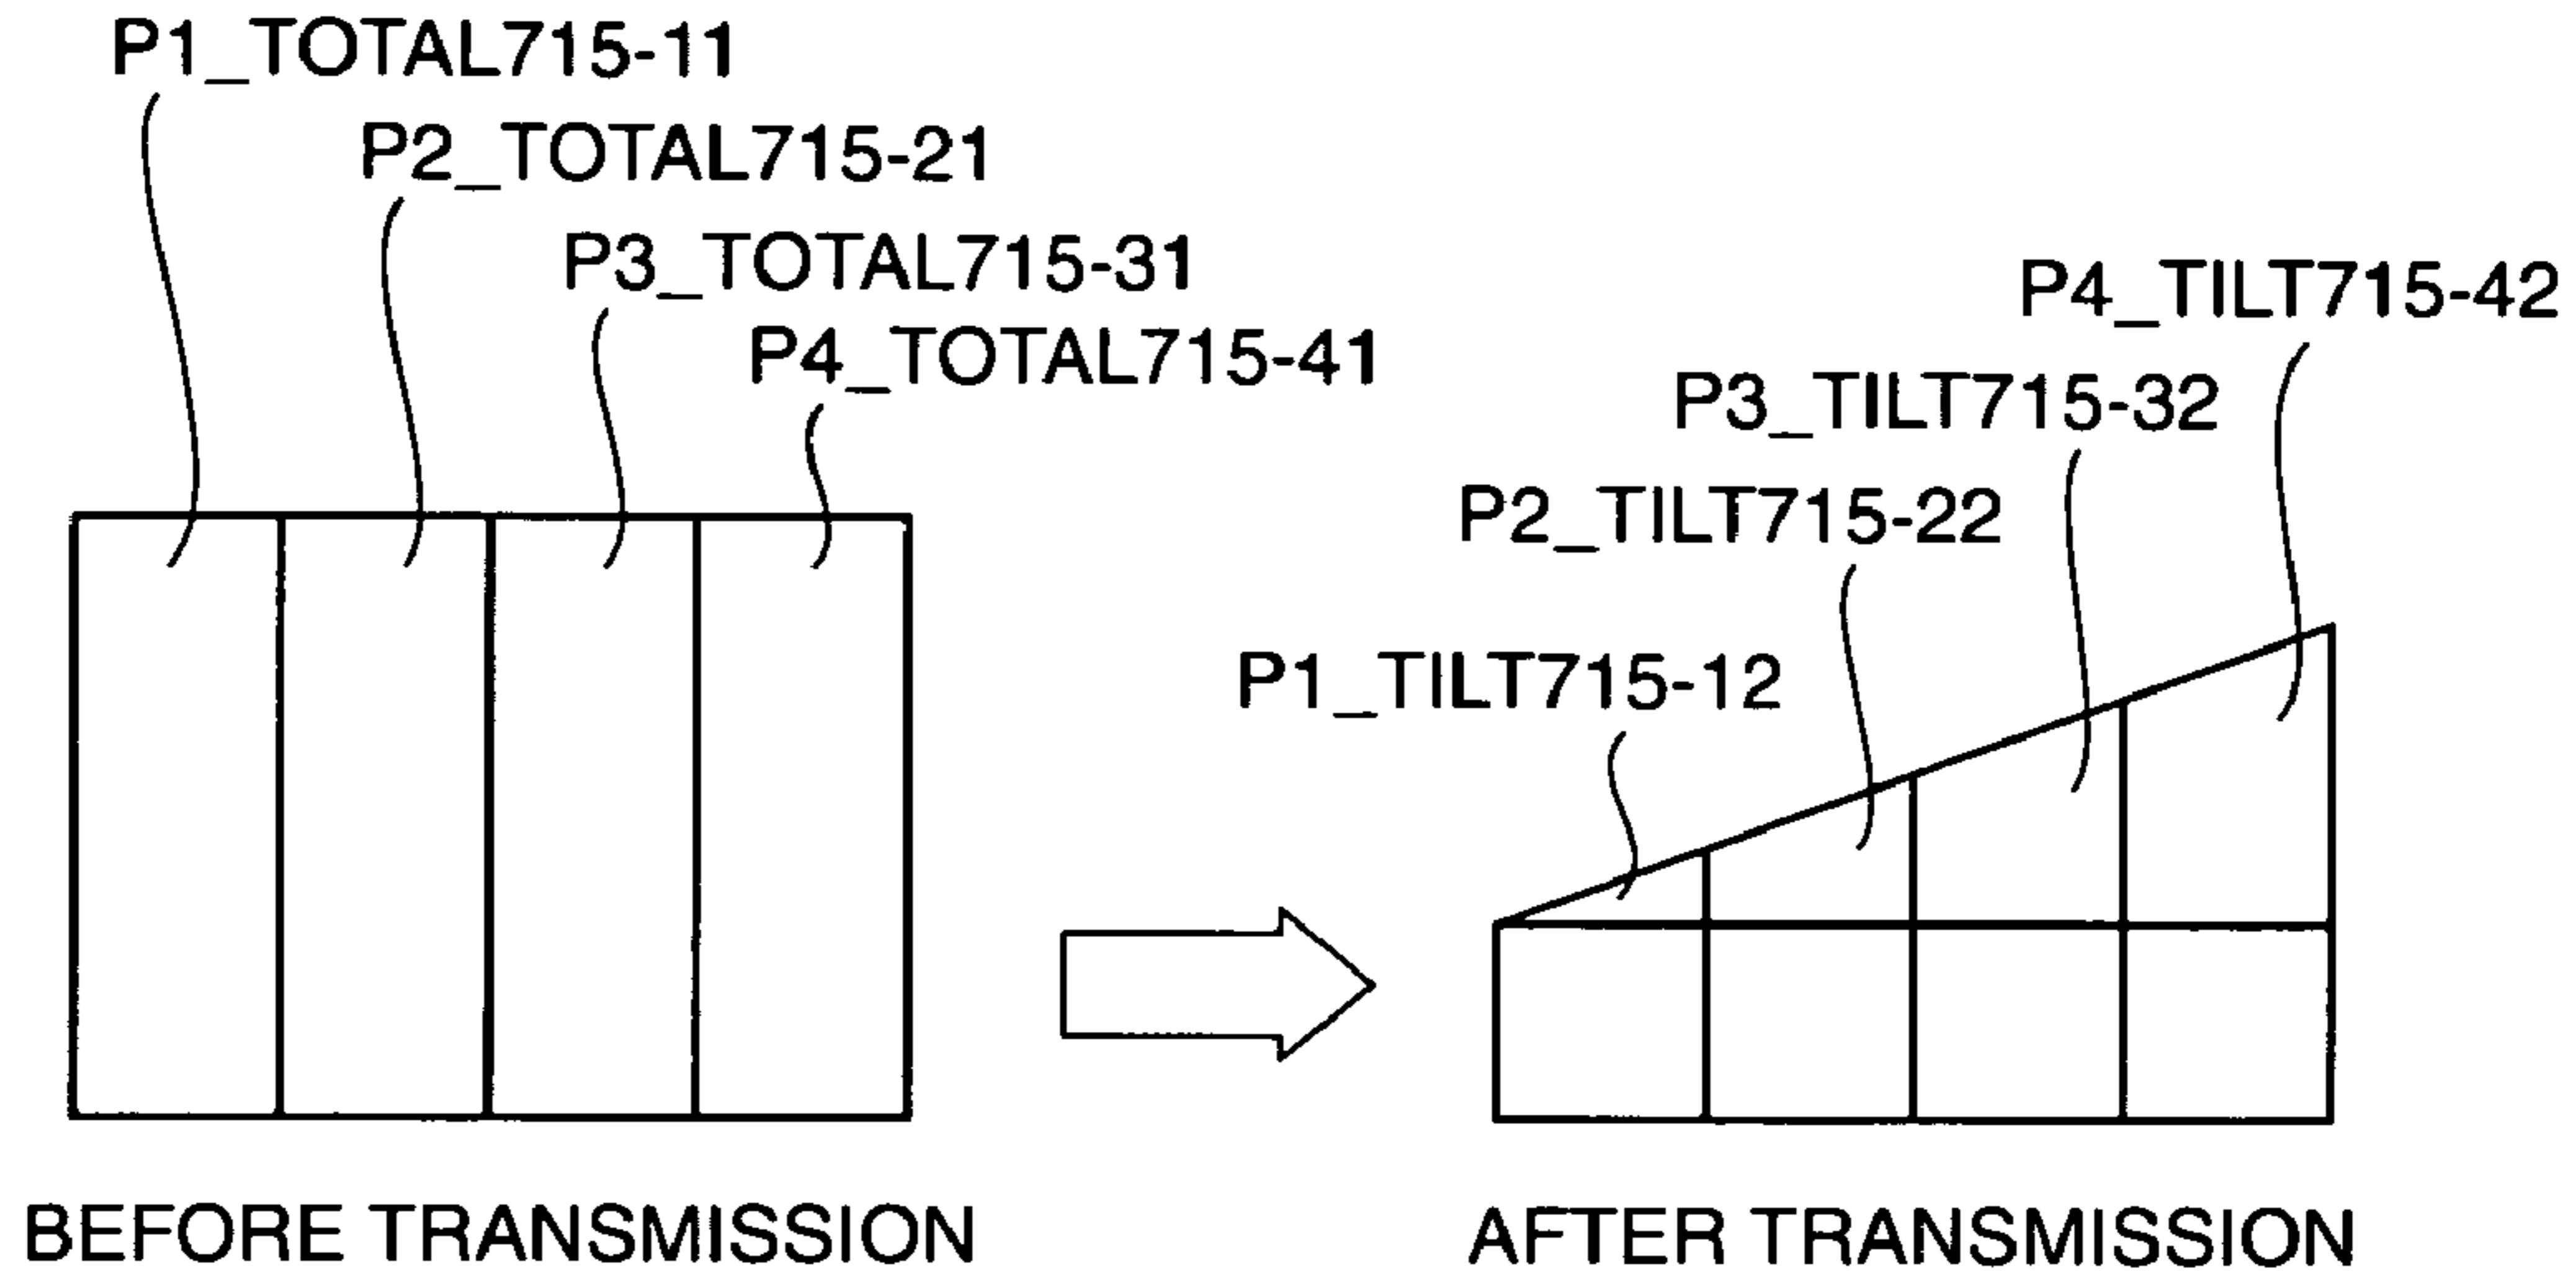 P1_TOTAL715-11
P2_TOTAL715-21
P3_TOTAL715-31
P4_TOTAL715-41
P4_TILT715-42
P3_TILT715-32
P2_TILT715-22
P1_TILT715-12
BEFORE TRANSMISSION
AFTER TRANSMISSION